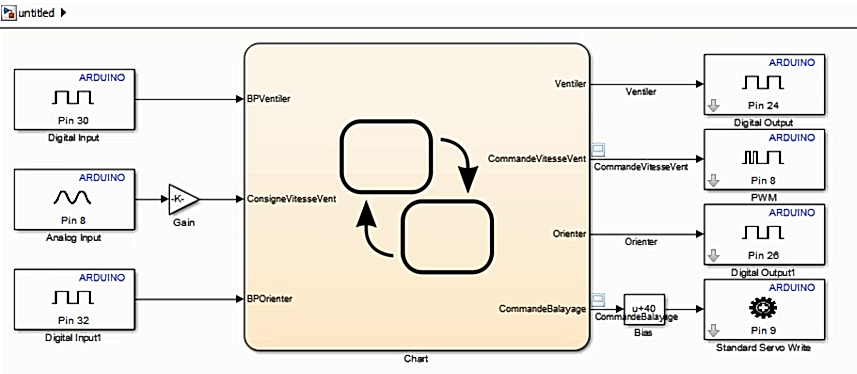 untitled
ARDUINO
Pin 30
Digital Input
ARDUINO
Pin 8
Analog Input
-K-
Gain
ARDUINO
Pin 32
Digital Input1
BPVentiler
ConsigneVitesseVent
BPOrienter
Ventiler
CommandeVitesseVent
Orienter
CommandeBalayage
Chart
Ventiler
CommandeVitesseVent
Orienter
u+40
CommandeBalayage
Bias
ARDUINO
Pin 24
Digital Output
ARDUINO
Pin 8
PWM
ARDUINO
Pin 26
Digital Output1
ARDUINO
Pin 9
Standard Servo Write